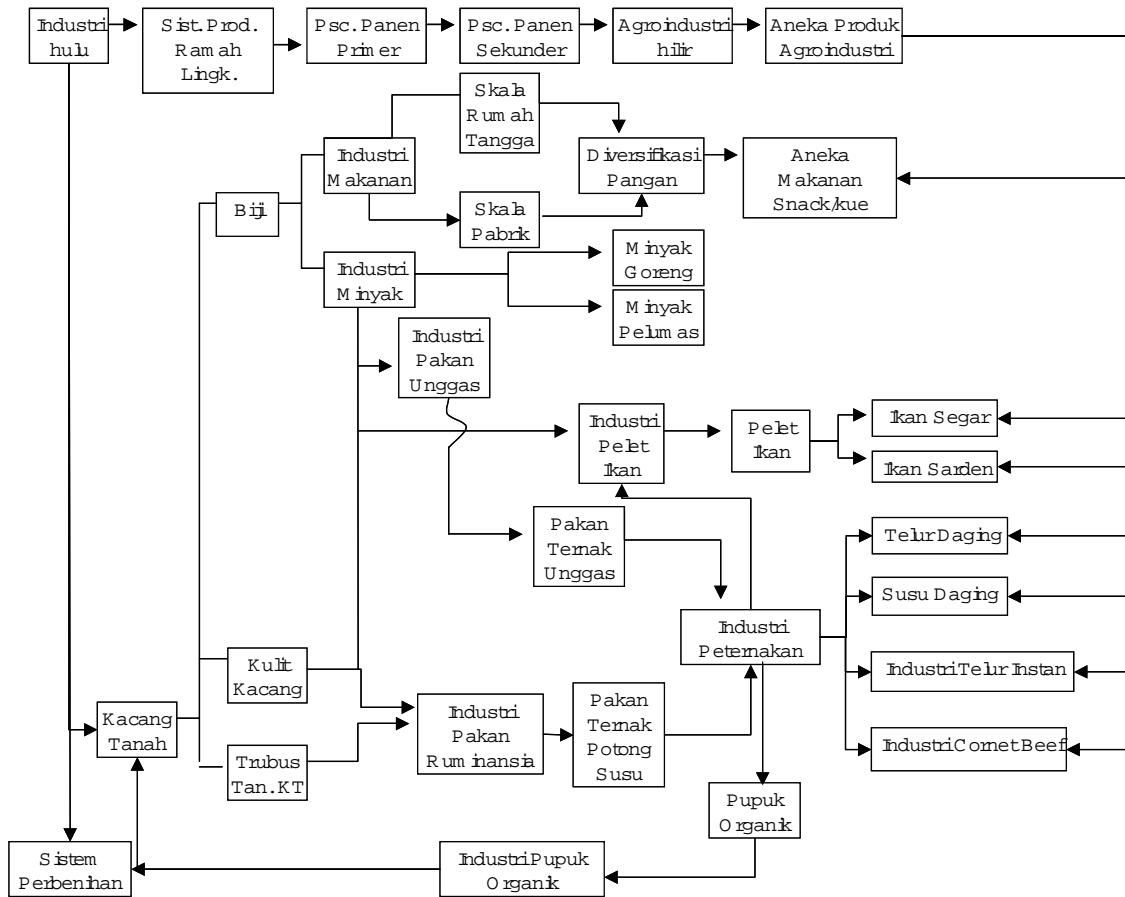 Industri
hulu
Sist.Prod.
Ramah
Lingk.
Psc.Panen
Primer
Psc.Panen
Sekunder
Agroindustri
hilir
Aneka Produk
Agroindustri
Skala
Rumah
Tangga
Industri
Makanan
Diversifikasi
Pangan
Aneka
Makanan
Snack/kue
Biji
Skala
Pabrik
Industri
Minyak
Minyak
Goreng
Minyak
Pelumas
Industri
Pakan
Unggas
Industri
Pelet
Ikan
Pelet
Ikan
Ikan Segar
Ikan Sarden
Pakan
Ternak
Unggas
Telur Daging
Susu Daging
Industri
Peternakan
Kulit
Kacang
Industri Telur Instan
Kacang
Tanah
Industri
Pakan
Ruminansia
Pakan
Ternak
Potong
Susu
Industri Cornet Beef
Trubus
Tan.KT
Pupuk
Organik
Sistem
Perbenihan
Industri Pupuk
Organik